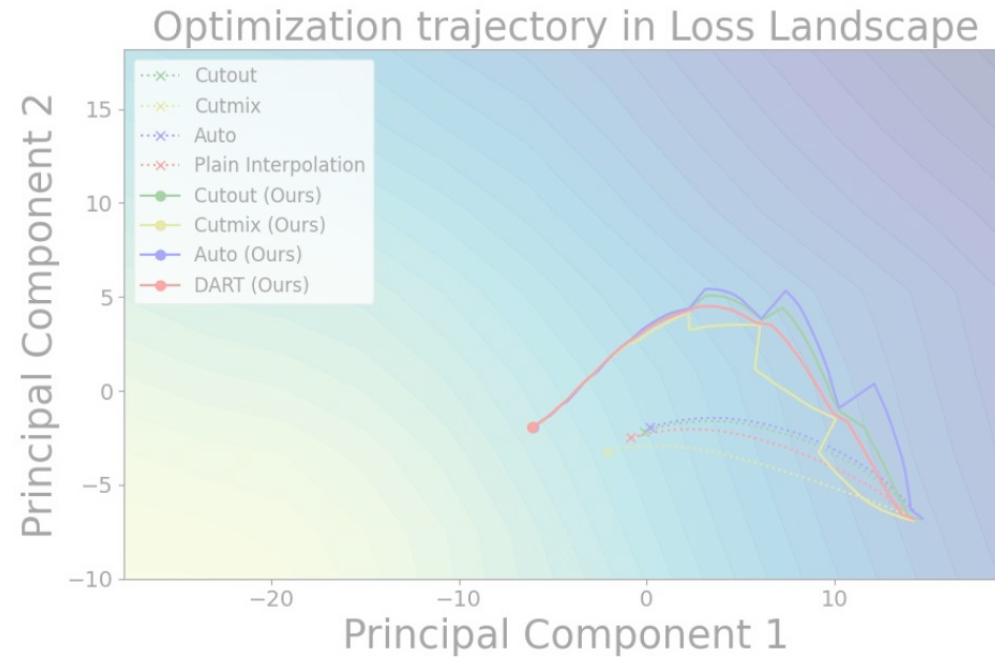 Optimization trajectory in Loss Landscape
Cutout
Cutmix
Auto
Plain Interpolation
Cutout (Ours)
Cutmix (Ours)
Auto (Ours)
DART (Ours)
Principal Component 2
15
10
5
0
−5
−10
−20
−10
0
10
Principal Component 1